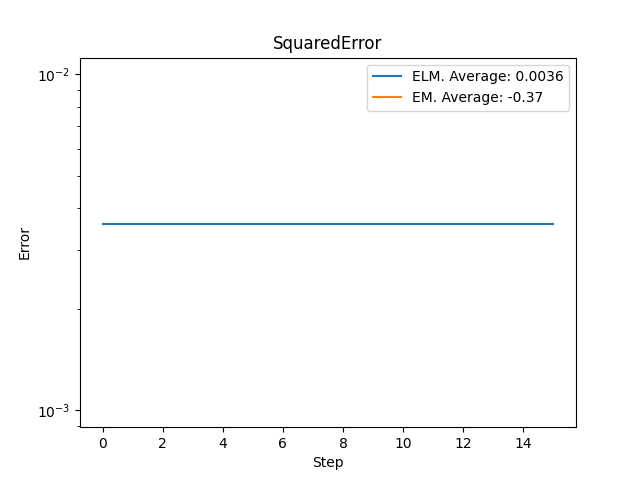 SquaredError
ELM. Average: 0.0036
EM. Average: -0.37
10⁻²
Error
10⁻³
0 2 4 6 8 10 12 14
Step